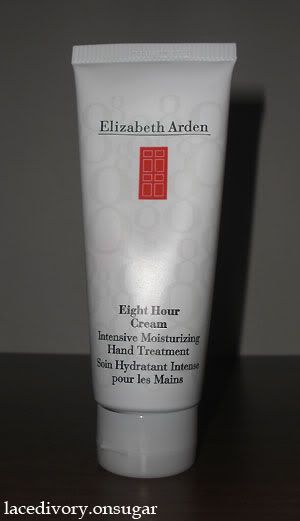 Elizabeth Arden
Eight Hour
Cream
Intensive Moisturizing
Hand Treatment
Soin Hydratant Intense
pour les Mains
lacedivory.onsugar